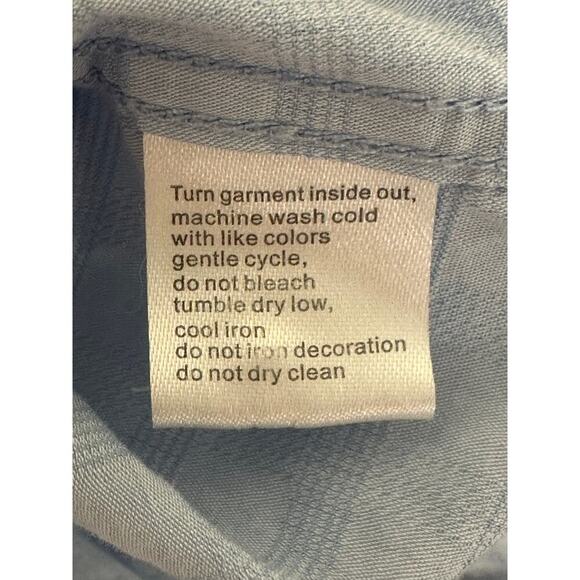 Turn garment inside out,
machine wash cold
with like colors
gentle cycle,
do not bleach
tumble dry low,
cool iron
do not iron decoration
do not dry clean